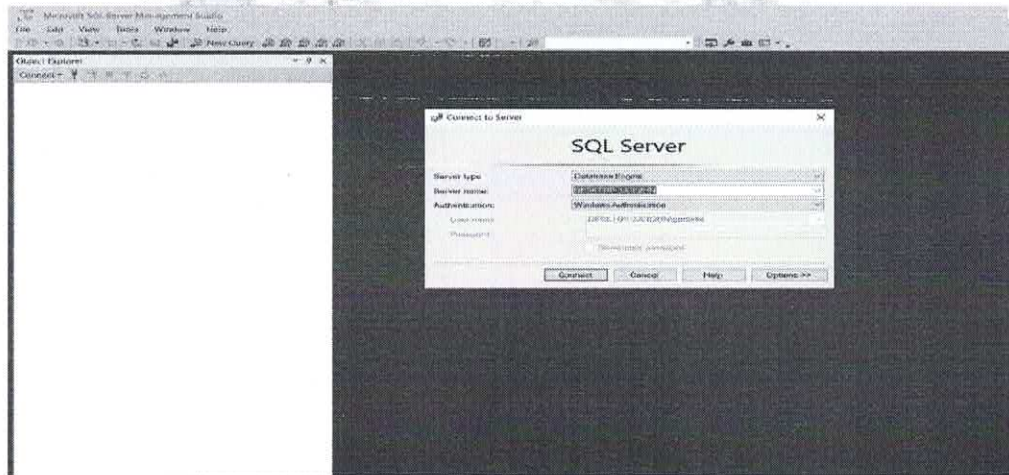 Microsoft SQL Server Management Studio
File Edit View Tools Window Help
New Query
Object Explorer
Connect
Connect to Server
SQL Server
Server type:
Database Engine
Server name:
Authentication:
Windows Authentication
User name:
Password:
Remember password
Connect Cancel Help Options >>